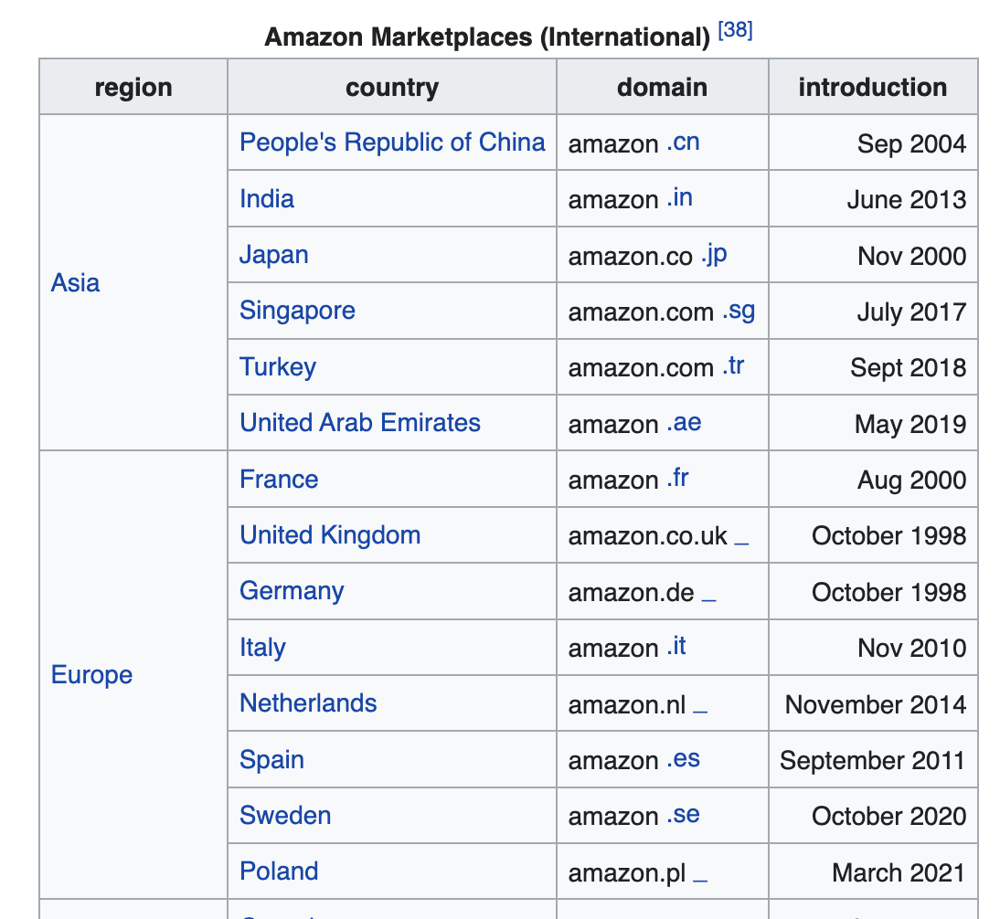 Amazon Marketplaces (International) [38]
region country domain introduction
Asia
People's Republic of China amazon .cn Sep 2004
India amazon .in June 2013
Japan amazon.co .jp Nov 2000
Singapore amazon.com .sg July 2017
Turkey amazon.com .tr Sept 2018
United Arab Emirates amazon .ae May 2019
Europe
France amazon .fr Aug 2000
United Kingdom amazon.co.uk _ October 1998
Germany amazon.de _ October 1998
Italy amazon .it Nov 2010
Netherlands amazon.nl _ November 2014
Spain amazon .es September 2011
Sweden amazon .se October 2020
Poland amazon.pl _ March 2021